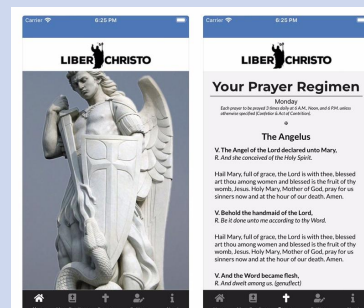 Carrier 6:25 PM
LIBER CHRISTO
Carrier 6:25 PM
LIBER CHRISTO
Your Prayer Regimen
Monday
Each prayer to be prayed 3 times daily at 6 A.M., Noon, and 6 P.M. unless
otherwise specified (Confiteor & Act of Contrition).
The Angelus
V. The Angel of the Lord declared unto Mary,
R. And she conceived of the Holy Spirit.
Hail Mary, full of grace, the Lord is with thee, blessed
art thou among women and blessed is the fruit of thy
womb, Jesus. Holy Mary, Mother of God, pray for us
sinners now and at the hour of our death. Amen.
V. Behold the handmaid of the Lord,
R. Be it done unto me according to thy Word.
Hail Mary, full of grace, the Lord is with thee, blessed
art thou among women and blessed is the fruit of thy
womb, Jesus. Holy Mary, Mother of God, pray for us
sinners now and at the hour of our death. Amen.
V. And the Word became flesh,
R. And dwelt among us. (genuflect)